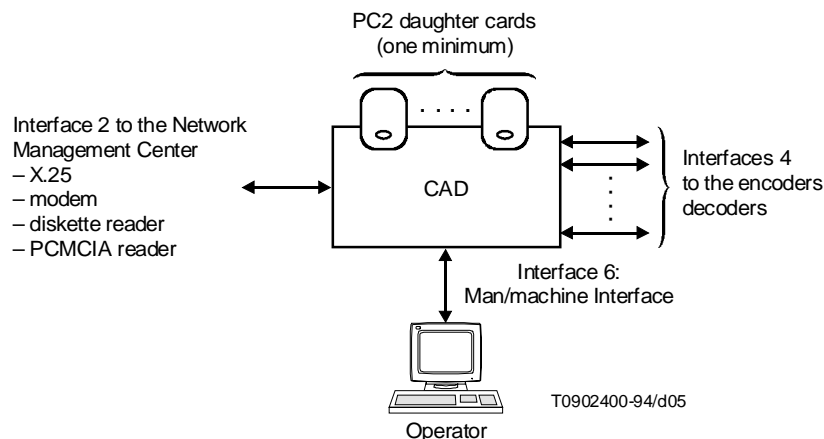 PC2 daughter cards
(one minimum)
Interface 2 to the Network
Management Center
– X.25
– modem
– diskette reader
– PCMCIA reader
CAD
Interfaces 4
to the encoders
decoders
Interface 6:
Man/machine Interface
T0902400-94/d05
Operator